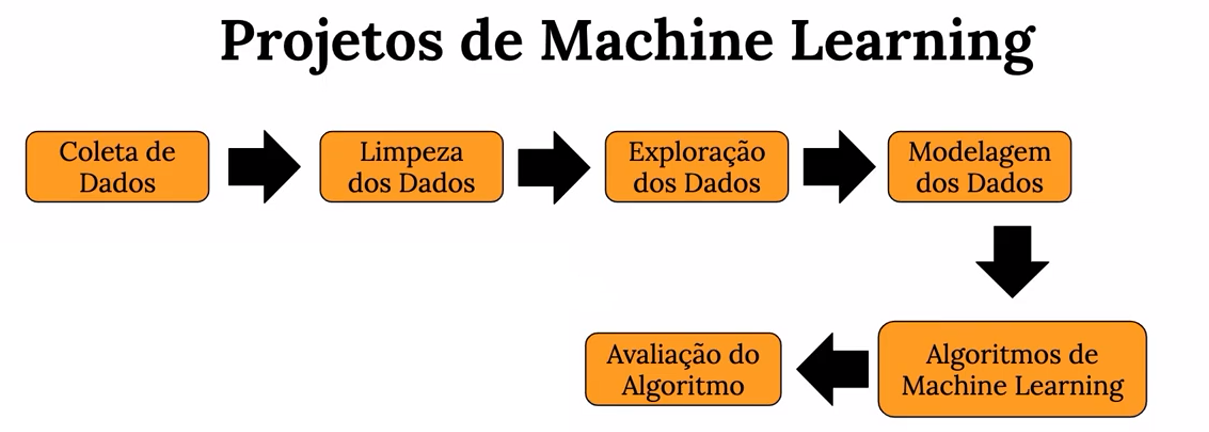 Projetos de Machine Learning
Coleta de
Dados
Limpeza
dos Dados
Exploração
dos Dados
Modelagem
dos Dados
Algoritmos de
Machine Learning
Avaliação do
Algoritmo